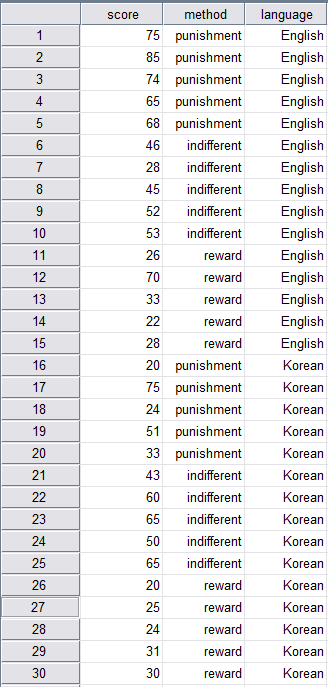 score method language
1 75 punishment English
2 85 punishment English
3 74 punishment English
4 65 punishment English
5 68 punishment English
6 46 indifferent English
7 28 indifferent English
8 45 indifferent English
9 52 indifferent English
10 53 indifferent English
11 26 reward English
12 70 reward English
13 33 reward English
14 22 reward English
15 28 reward English
16 20 punishment Korean
17 75 punishment Korean
18 24 punishment Korean
19 51 punishment Korean
20 33 punishment Korean
21 43 indifferent Korean
22 60 indifferent Korean
23 65 indifferent Korean
24 50 indifferent Korean
25 65 indifferent Korean
26 20 reward Korean
27 25 reward Korean
28 24 reward Korean
29 31 reward Korean
30 30 reward Korean